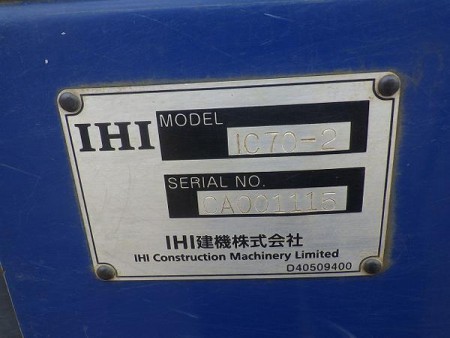 IHI MODEL IC70-2
SERIAL NO. CA001115
IHI建機株式会社
IHI Construction Machinery Limited
D40509400